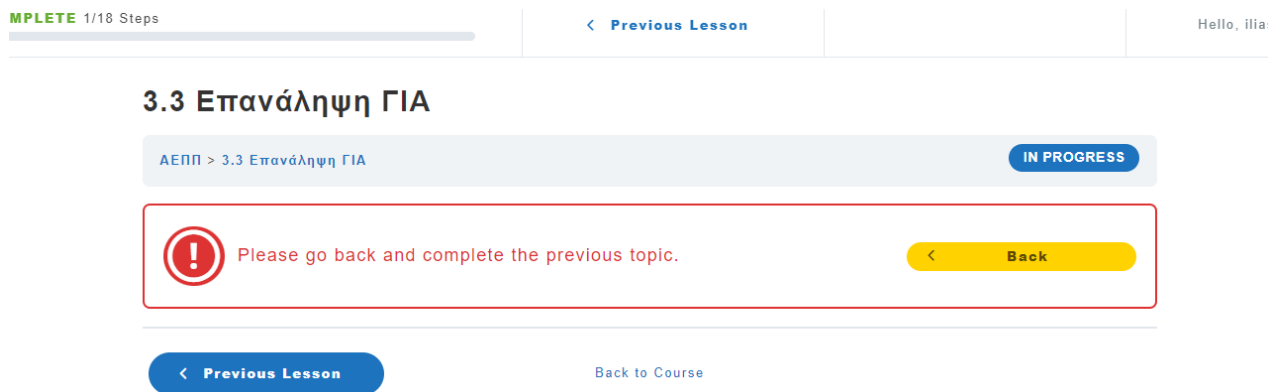 MPLETE 1/18 Steps
< Previous Lesson
Hello, ilia
3.3 Επανάληψη ΓΙΑ
ΑΕΠΠ > 3.3 Επανάληψη ΓΙΑ
IN PROGRESS
Please go back and complete the previous topic.
< Back
< Previous Lesson
Back to Course